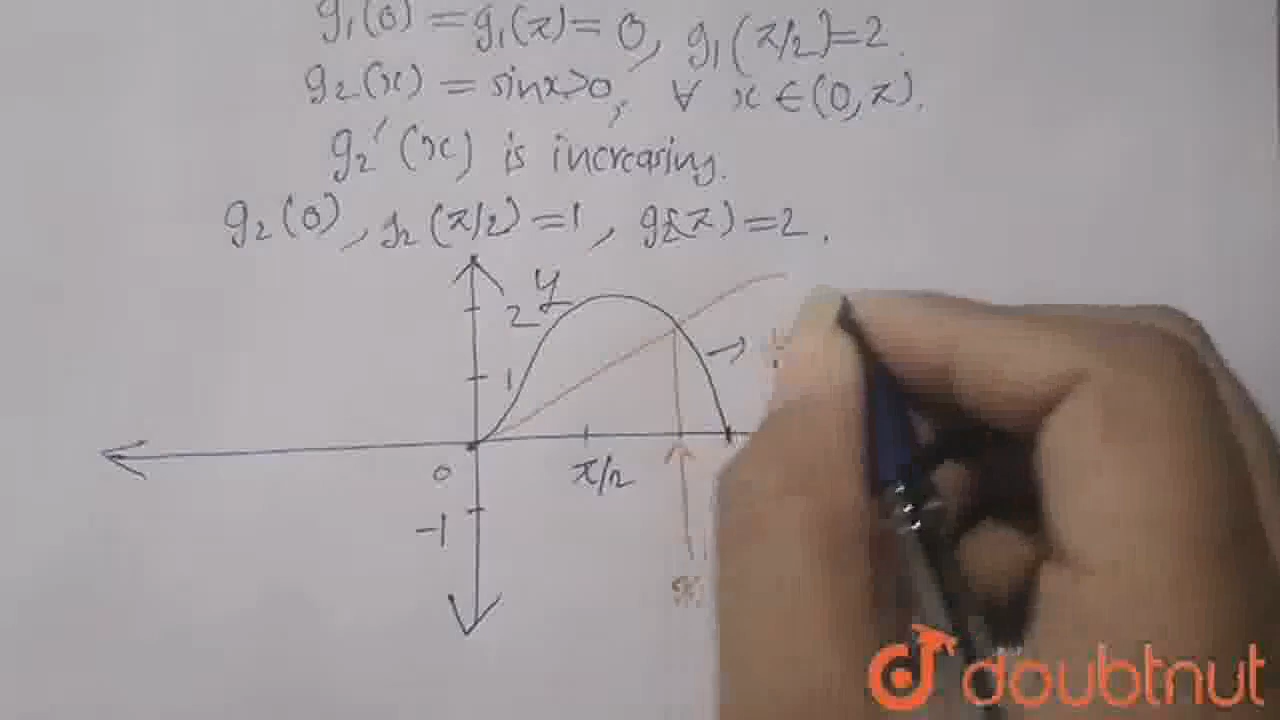 g₁(0) = g₁(π) = 0, g₁(π/2) = 2.
g₂(x) = sinx>0, ∀ x ∈ (0, π).
g₂′(x) is increasing.
g₂(0), g₂(π/2) = 1, g₂(π) = 2.
y
2
1
0
π/2
-1
doubtnut